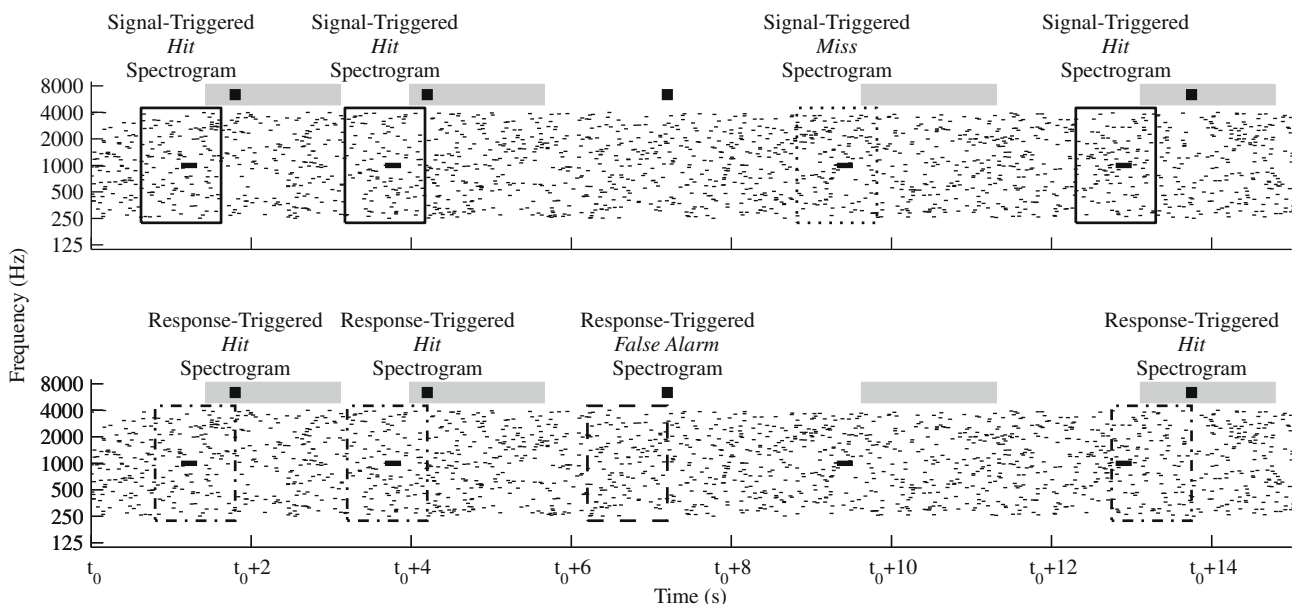 Signal-Triggered Signal-Triggered Signal-Triggered Signal-Triggered
Hit Hit Miss Hit
Spectrogram Spectrogram Spectrogram Spectrogram
8000
4000
2000
1000
500
250
125
Frequency (Hz)
Response-Triggered Response-Triggered Response-Triggered Response-Triggered
Hit Hit False Alarm Hit
Spectrogram Spectrogram Spectrogram Spectrogram
8000
4000
2000
1000
500
250
125
t0 t0+2 t0+4 t0+6 t0+8 t0+10 t0+12 t0+14
Time (s)